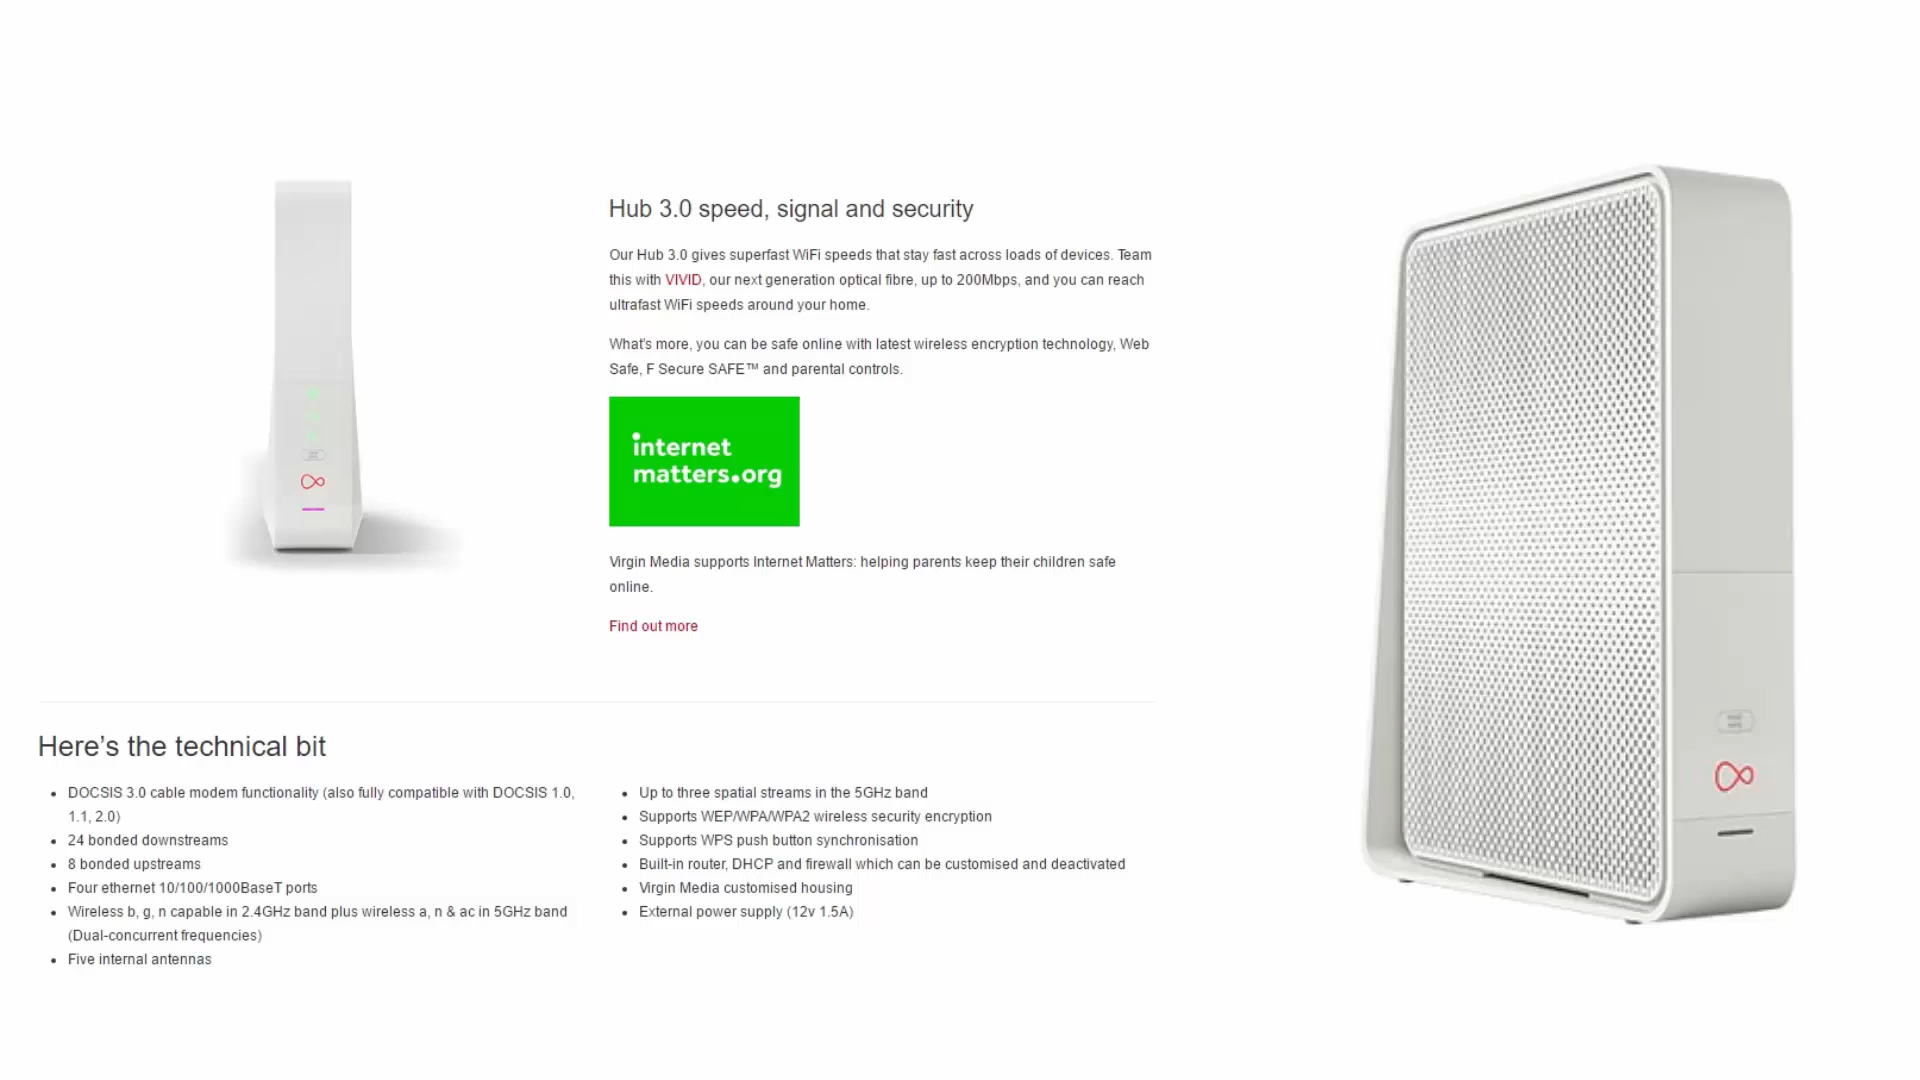 Hub 3.0 speed, signal and security
Our Hub 3.0 gives superfast WiFi speeds that stay fast across loads of devices. Team
this with VIVID, our next generation optical fibre, up to 200Mbps, and you can reach
ultrafast WiFi speeds around your home.
What's more, you can be safe online with latest wireless encryption technology, Web
Safe, F Secure SAFE™ and parental controls.
internet
matters.org
Virgin Media supports Internet Matters: helping parents keep their children safe
online.
Find out more
Here's the technical bit
DOCSIS 3.0 cable modem functionality (also fully compatible with DOCSIS 1.0,
1.1, 2.0)
24 bonded downstreams
8 bonded upstreams
Four ethernet 10/100/1000BaseT ports
Wireless b, g, n capable in 2.4GHz band plus wireless a, n & ac in 5GHz band
(Dual-concurrent frequencies)
Five internal antennas
Up to three spatial streams in the 5GHz band
Supports WEP/WPA/WPA2 wireless security encryption
Supports WPS push button synchronisation
Built-in router, DHCP and firewall which can be customised and deactivated
Virgin Media customised housing
External power supply (12v 1.5A)